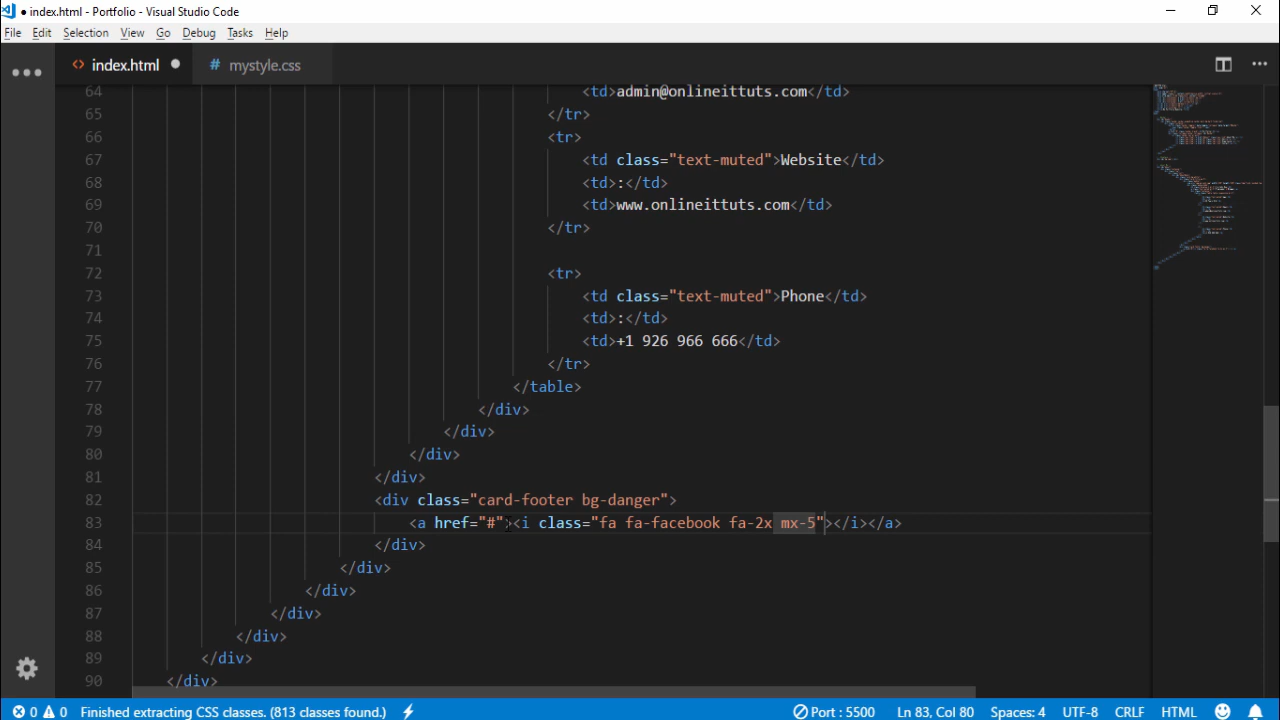 index.html - Portfolio - Visual Studio Code
File Edit Selection View Go Debug Tasks Help
<> index.html ● # mystyle.css
64 <td>admin@onlineittuts.com</td>
65 </tr>
66 <tr>
67 <td class="text-muted">Website</td>
68 <td>:</td>
69 <td>www.onlineittuts.com</td>
70 </tr>
71
72 <tr>
73 <td class="text-muted">Phone</td>
74 <td>:</td>
75 <td>+1 926 966 666</td>
76 </tr>
77 </table>
78 </div>
79 </div>
80 </div>
81 </div>
82 <div class="card-footer bg-danger">
83 <a href="#"><i class="fa fa-facebook fa-2x mx-5"></i></a>
84 </div>
85 </div>
86 </div>
87 </div>
88 </div>
89 </div>
90 </div>
0 0 Finished extracting CSS classes. (813 classes found.) Port : 5500 Ln 83, Col 80 Spaces: 4 UTF-8 CRLF HTML